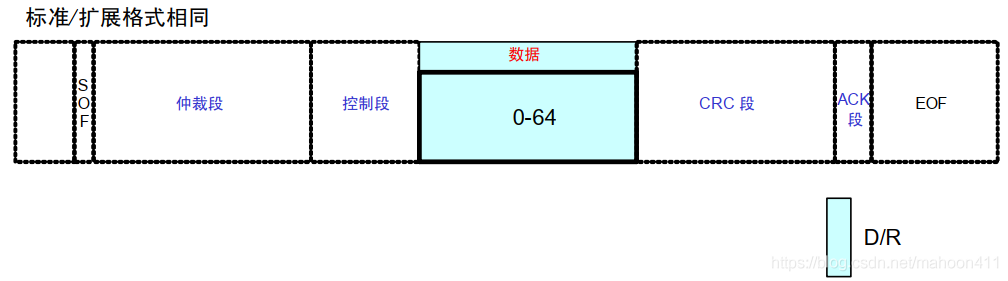 标准/扩展格式相同
SOF
仲裁段
控制段
数据
0-64
CRC 段
ACK
段
EOF
D/R
https://blog.csdn.net/mahoon411